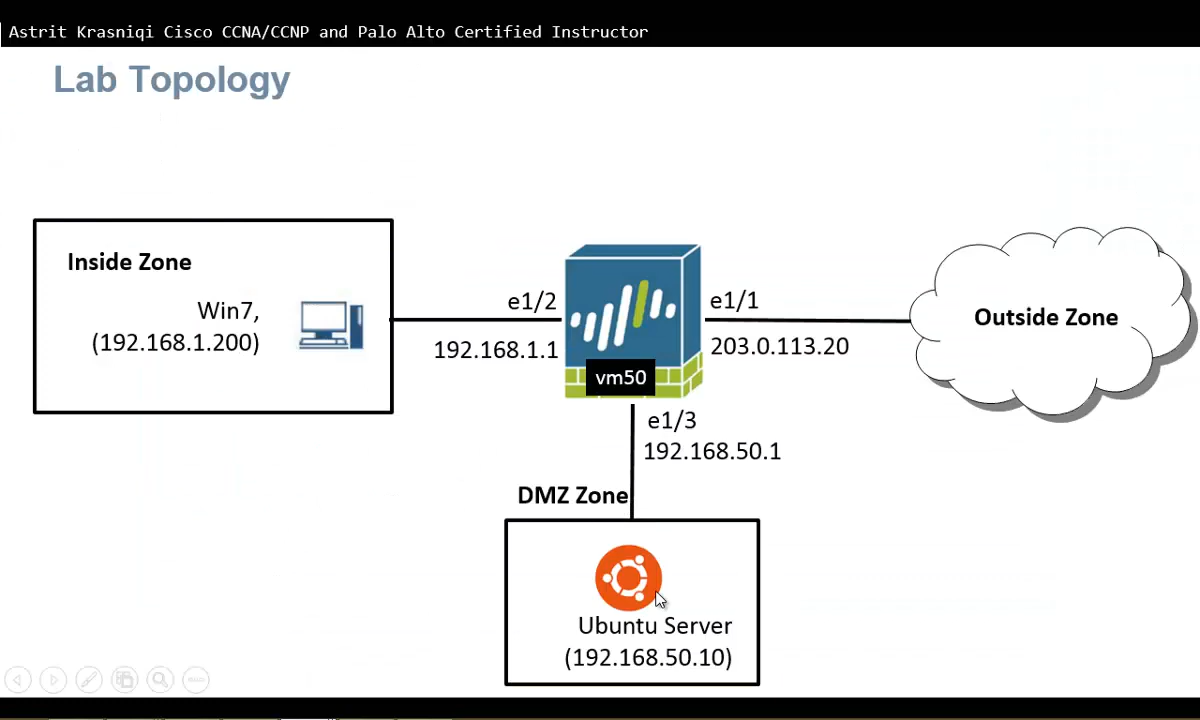 Astrit Krasniqi Cisco CCNA/CCNP and Palo Alto Certified Instructor
Lab Topology
Inside Zone
Win7,
(192.168.1.200)
e1/2
192.168.1.1
vm50
e1/1
203.0.113.20
Outside Zone
e1/3
192.168.50.1
DMZ Zone
Ubuntu Server
(192.168.50.10)